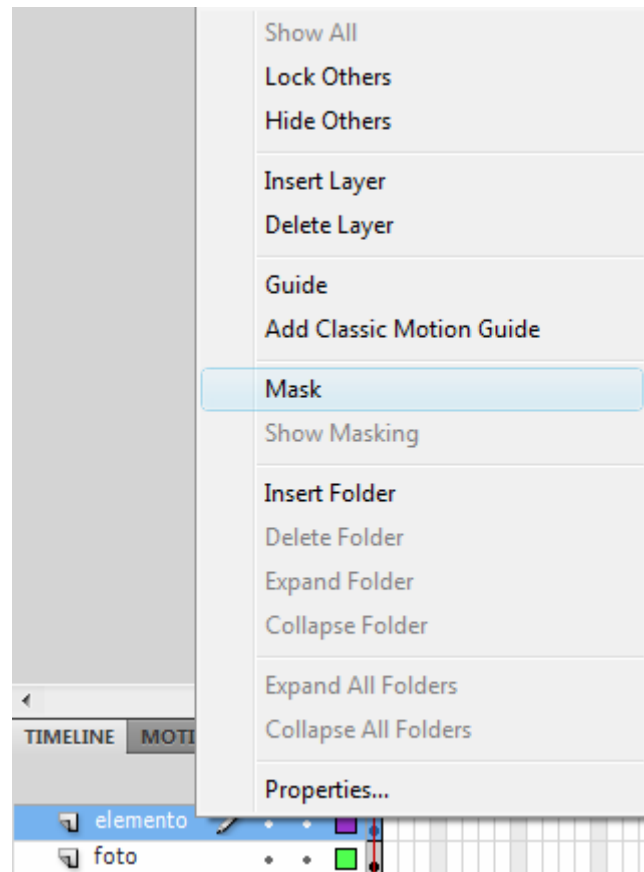 Show All
Lock Others
Hide Others
Insert Layer
Delete Layer
Guide
Add Classic Motion Guide
Mask
Show Masking
Insert Folder
Delete Folder
Expand Folder
Collapse Folder
Expand All Folders
Collapse All Folders
Properties...
TIMELINE MOTI
elemento
foto